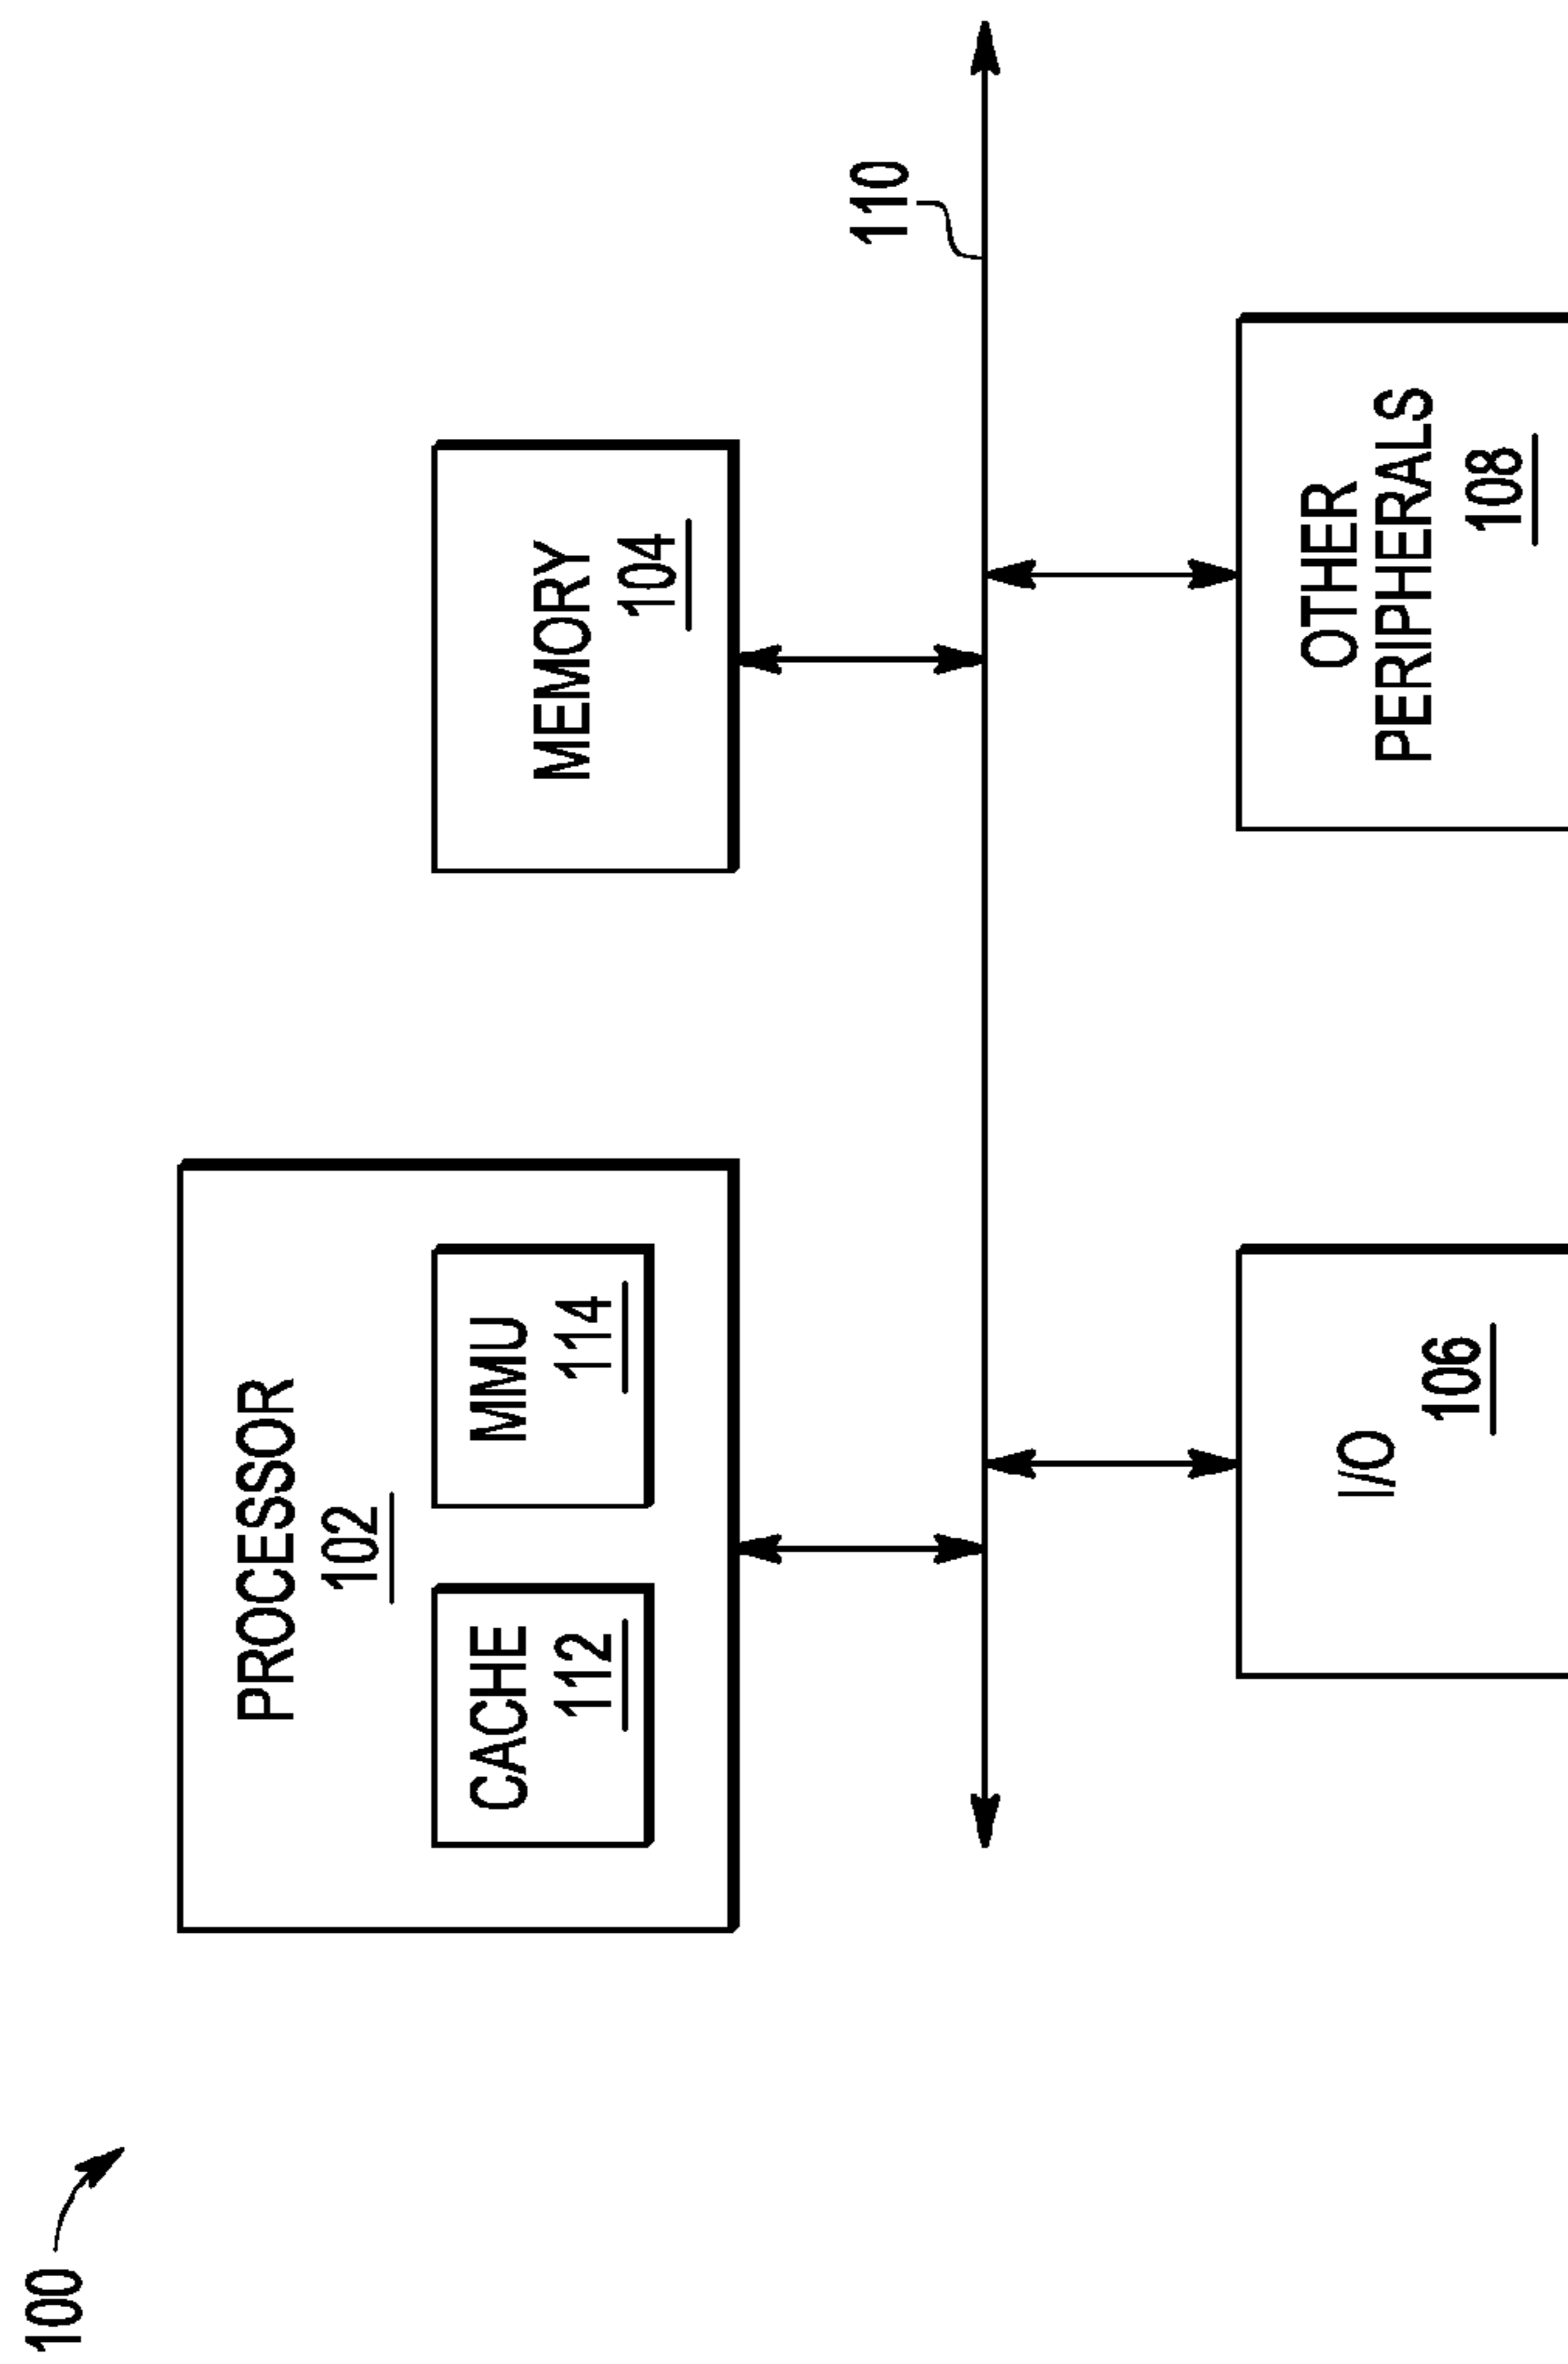 100
PROCESSOR
102
CACHE
112
MMU
114
MEMORY
104
110
I/O
106
OTHER
PERIPHERALS
108